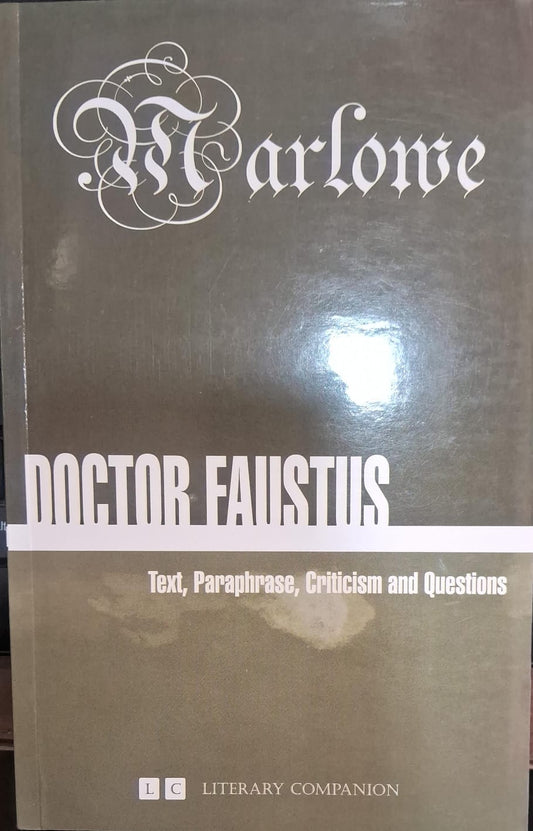 Marlowe
DOCTOR FAUSTUS
Text, Paraphrase, Criticism and Questions
L C LITERARY COMPANION